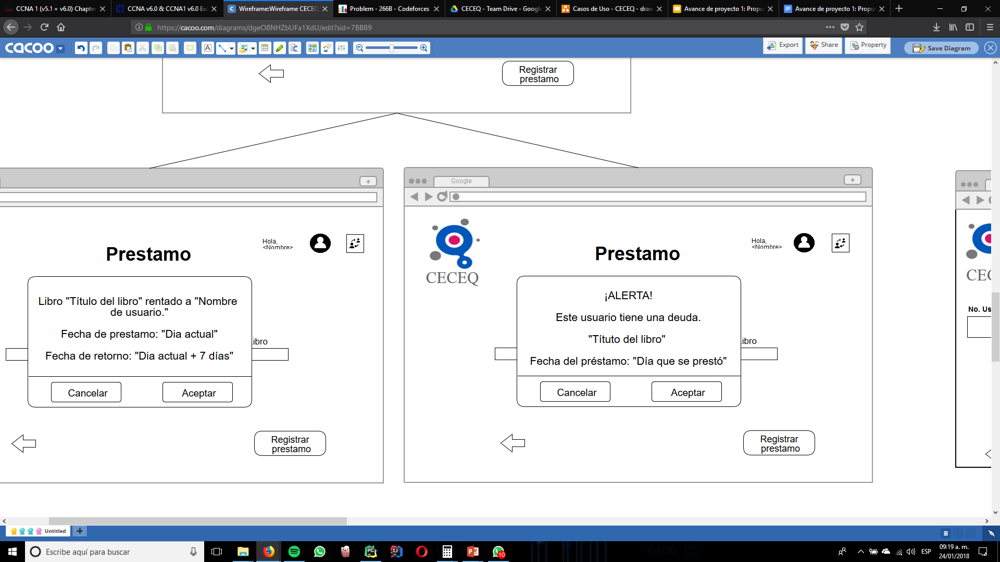 CCNA 1 (v5.1 + v6.0) Chapter
CCNA v6.0 & CCNA1 v6.0 Exa
Wireframe:Wireframe CECEQ
Problem - 266B - Codeforces
CECEQ - Team Drive - Google
Casos de Uso - CECEQ - draw
Avance de proyecto 1: Propu
Avance de proyecto 1: Propu
https://cacoo.com/diagrams/dgeO8NHZbUFa1XdU/edit?sid=7BB89
cacoo
Export
Share
Property
Save Diagram
Registrar
prestamo
Google
Hola,
<Nombre>
Prestamo
Libro "Título del libro" rentado a "Nombre
de usuario."
Fecha de prestamo: "Dia actual"
Fecha de retorno: "Dia actual + 7 días"
ibro
Cancelar
Aceptar
Registrar
prestamo
CECEQ
Hola,
<Nombre>
Prestamo
¡ALERTA!
Este usuario tiene una deuda.
"Títuto del libro"
Fecha del préstamo: "Día que se prestó"
ibro
Cancelar
Aceptar
Registrar
prestamo
CEC
No. Us
Untitled
Escribe aquí para buscar
10
ESP
09:19 a. m.
24/01/2018